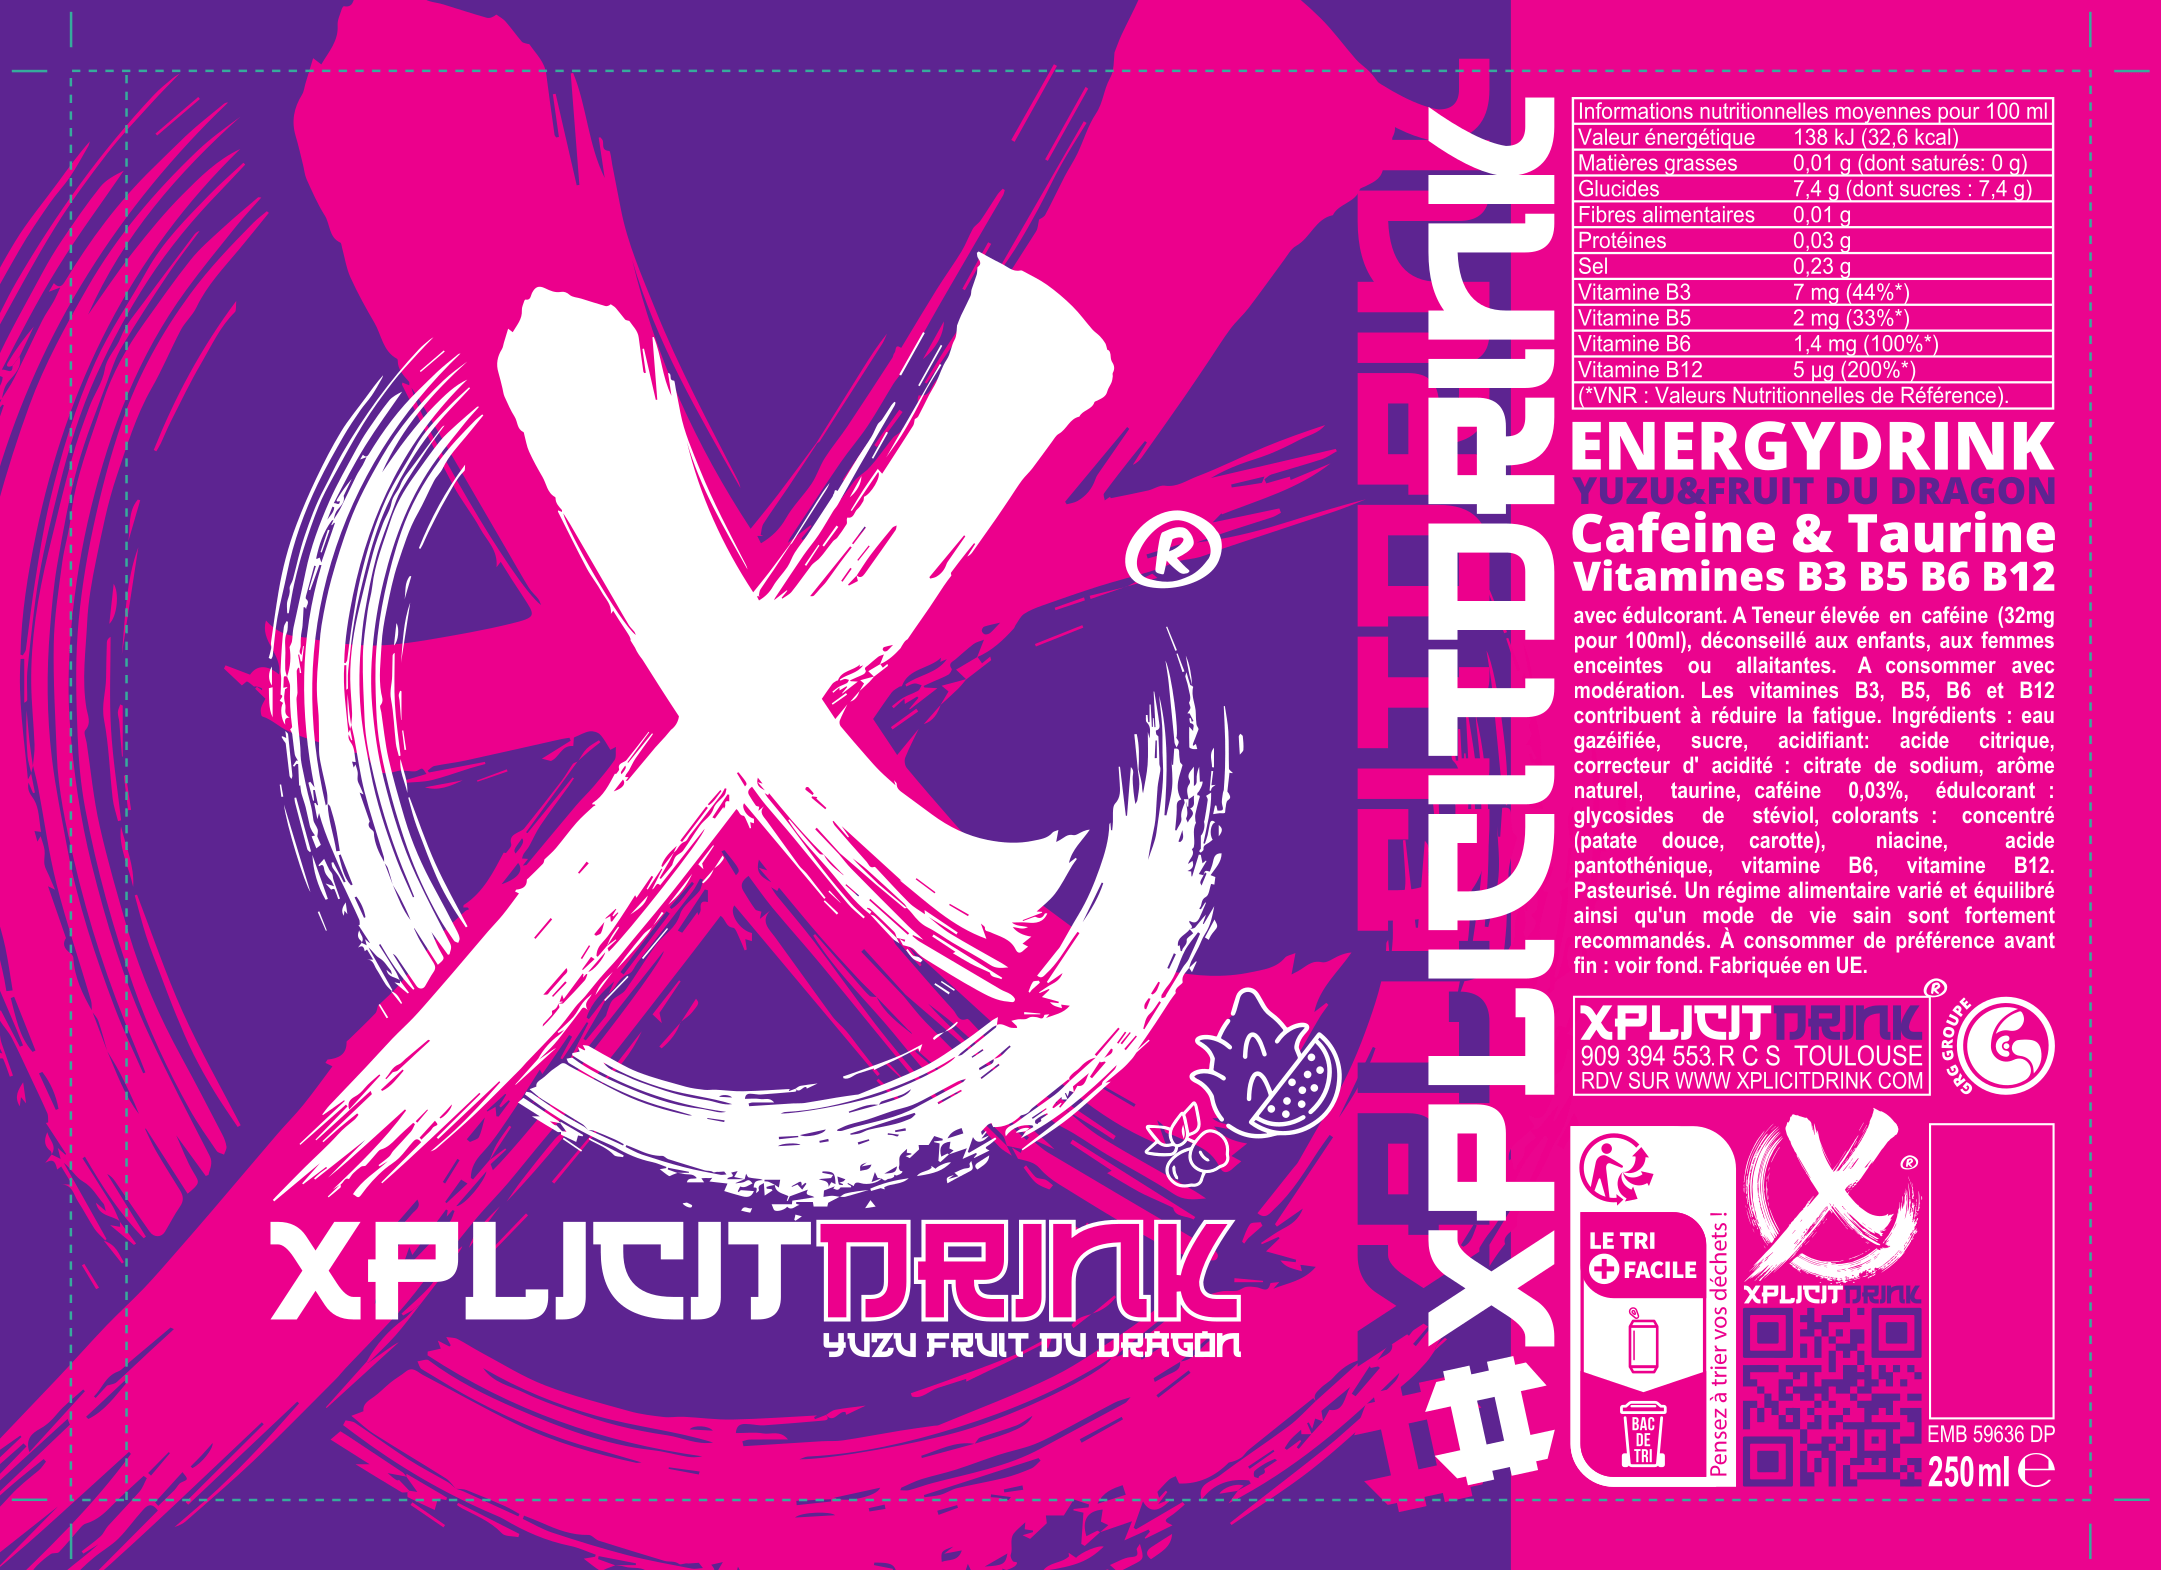 ®
XPLICITDRINK
YUZU FRUIT DU DRAGON
#XPLICITDRINK
Informations nutritionnelles moyennes pour 100 ml
Valeur énergétique 138 kJ (32,6 kcal)
Matières grasses 0,01 g (dont saturés: 0 g)
Glucides 7,4 g (dont sucres : 7,4 g)
Fibres alimentaires 0,01 g
Protéines 0,03 g
Sel 0,23 g
Vitamine B3 7 mg (44%*)
Vitamine B5 2 mg (33%*)
Vitamine B6 1,4 mg (100%*)
Vitamine B12 5 µg (200%*)
(*VNR : Valeurs Nutritionnelles de Référence).
ENERGYDRINK
YUZU&FRUIT DU DRAGON
Cafeine & Taurine
Vitamines B3 B5 B6 B12
avec édulcorant. A Teneur élevée en caféine (32mg
pour 100ml), déconseillé aux enfants, aux femmes
enceintes ou allaitantes. A consommer avec
modération. Les vitamines B3, B5, B6 et B12
contribuent à réduire la fatigue. Ingrédients : eau
gazéifiée, sucre, acidifiant: acide citrique,
correcteur d' acidité : citrate de sodium, arôme
naturel, taurine, caféine 0,03%, édulcorant :
glycosides de stéviol, colorants : concentré
(patate douce, carotte), niacine, acide
pantothénique, vitamine B6, vitamine B12.
Pasteurisé. Un régime alimentaire varié et équilibré
ainsi qu'un mode de vie sain sont fortement
recommandés. À consommer de préférence avant
fin : voir fond. Fabriquée en UE.
XPLICITDRINK ®
909 394 553.R C S TOULOUSE
RDV SUR WWW XPLICITDRINK COM
GRG GROUPE
LE TRI
+ FACILE
BAC
DE
TRI
Pensez à trier vos déchets !
®
XPLICITDRINK
EMB 59636 DP
250 ml ℮